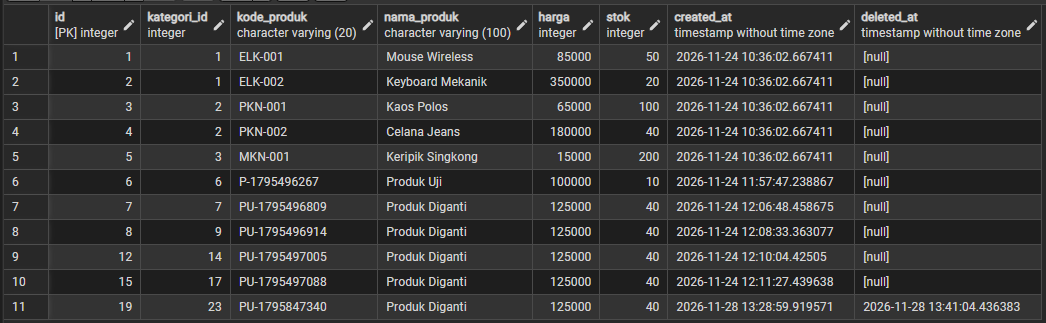 id kategori_id kode_produk nama_produk harga stok created_at deleted_at
[PK] integer integer character varying (20) character varying (100) integer integer timestamp without time zone timestamp without time zone
1 1 1 ELK-001 Mouse Wireless 85000 50 2026-11-24 10:36:02.667411 [null]
2 2 1 ELK-002 Keyboard Mekanik 350000 20 2026-11-24 10:36:02.667411 [null]
3 3 2 PKN-001 Kaos Polos 65000 100 2026-11-24 10:36:02.667411 [null]
4 4 2 PKN-002 Celana Jeans 180000 40 2026-11-24 10:36:02.667411 [null]
5 5 3 MKN-001 Keripik Singkong 15000 200 2026-11-24 10:36:02.667411 [null]
6 6 6 P-1795496267 Produk Uji 100000 10 2026-11-24 11:57:47.238867 [null]
7 7 7 PU-1795496809 Produk Diganti 125000 40 2026-11-24 12:06:48.458675 [null]
8 8 9 PU-1795496914 Produk Diganti 125000 40 2026-11-24 12:08:33.363077 [null]
9 12 14 PU-1795497005 Produk Diganti 125000 40 2026-11-24 12:10:04.42505 [null]
10 15 17 PU-1795497088 Produk Diganti 125000 40 2026-11-24 12:11:27.439638 [null]
11 19 23 PU-1795847340 Produk Diganti 125000 40 2026-11-28 13:28:59.919571 2026-11-28 13:41:04.436383